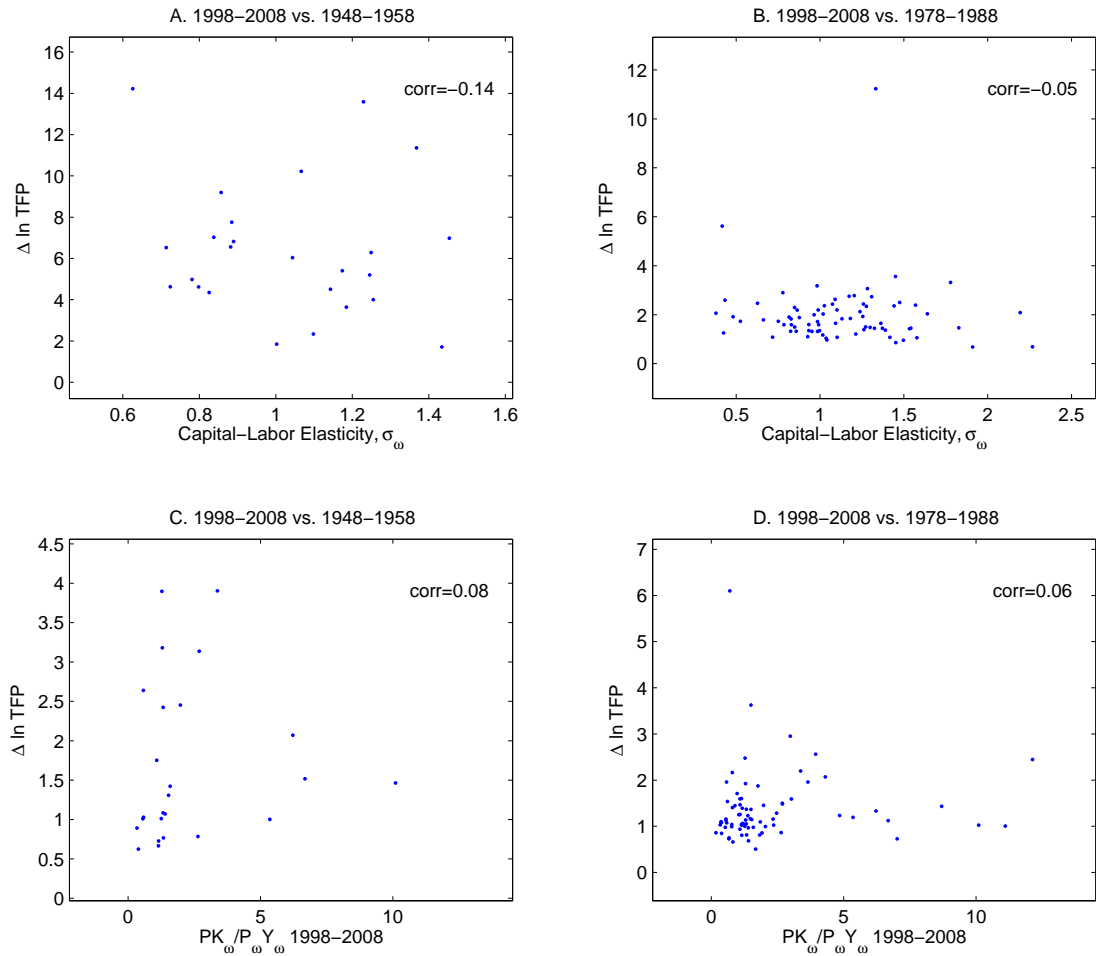 A. 1998−2008 vs. 1948−1958
16
14
12
10
8
6
4
2
0
Δ ln TFP
corr=−0.14
0.6 0.8 1 1.2 1.4 1.6
Capital−Labor Elasticity, σω
B. 1998−2008 vs. 1978−1988
12
10
8
6
4
2
0
Δ ln TFP
corr=−0.05
0.5 1 1.5 2 2.5
Capital−Labor Elasticity, σω
C. 1998−2008 vs. 1948−1958
4.5
4
3.5
3
2.5
2
1.5
1
0.5
0
Δ ln TFP
corr=0.08
0 5 10
PKω/PωYω 1998−2008
D. 1998−2008 vs. 1978−1988
7
6
5
4
3
2
1
0
Δ ln TFP
corr=0.06
0 5 10
PKω/PωYω 1998−2008